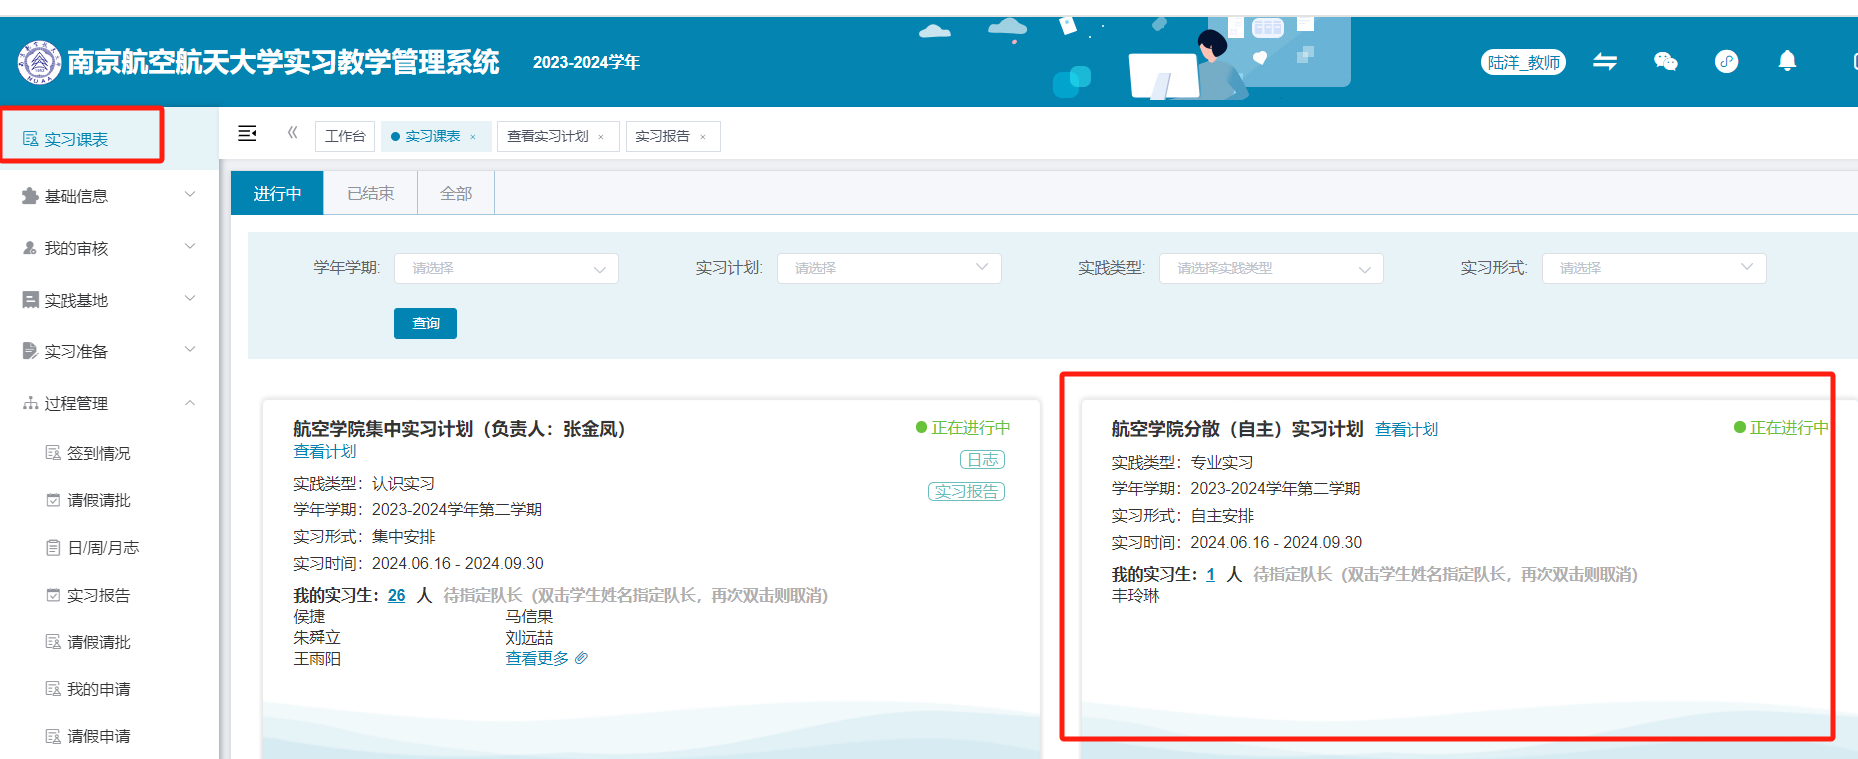 南京航空航天大学实习教学管理系统 2023-2024学年
陆洋_教师
实习课表
基础信息
我的审核
实践基地
实习准备
过程管理
签到情况
请假请批
日/周/月志
实习报告
请假请批
我的申请
请假申请
工作台 实习课表 × 查看实习计划 × 实习报告 ×
进行中 已结束 全部
学年学期: 请选择 实习计划: 请选择 实践类型: 请选择实践类型 实习形式: 请选择
查询
航空学院集中实习计划（负责人：张金凤） 正在进行中
查看计划
日志
实习报告
实践类型：认识实习
学年学期：2023-2024学年第二学期
实习形式：集中安排
实习时间：2024.06.16 - 2024.09.30
我的实习生：26 人 待指定队长（双击学生姓名指定队长，再次双击则取消）
侯捷 马信果
朱舜立 刘远喆
王雨阳 查看更多
航空学院分散（自主）实习计划 查看计划 正在进行中
实践类型：专业实习
学年学期：2023-2024学年第二学期
实习形式：自主安排
实习时间：2024.06.16 - 2024.09.30
我的实习生：1 人 待指定队长（双击学生姓名指定队长，再次双击则取消）
丰玲琳